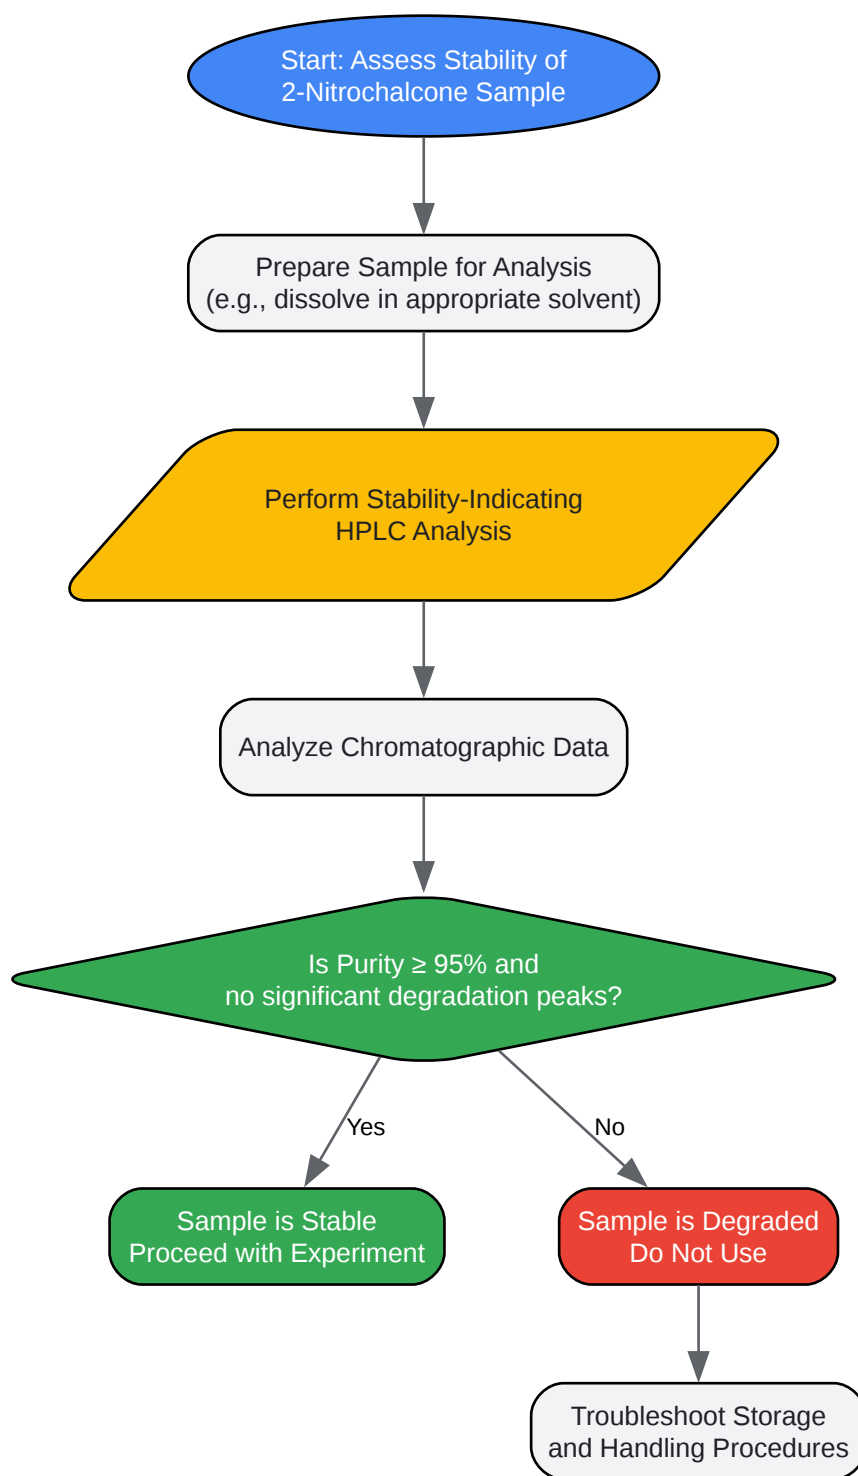 Start: Assess Stability of
2-Nitrochalcone Sample
Prepare Sample for Analysis
(e.g., dissolve in appropriate solvent)
Perform Stability-Indicating
HPLC Analysis
Analyze Chromatographic Data
Is Purity ≥ 95% and
no significant degradation peaks?
Yes
No
Sample is Stable
Proceed with Experiment
Sample is Degraded
Do Not Use
Troubleshoot Storage
and Handling Procedures